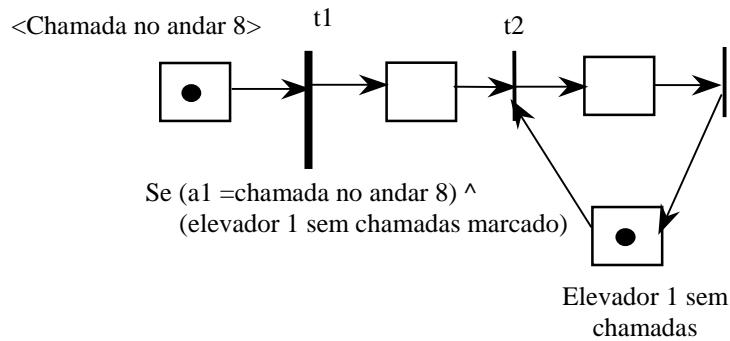 <Chamada no andar 8>
t1
t2
Se (a1 =chamada no andar 8) ^
(elevador 1 sem chamadas marcado)
Elevador 1 sem
chamadas